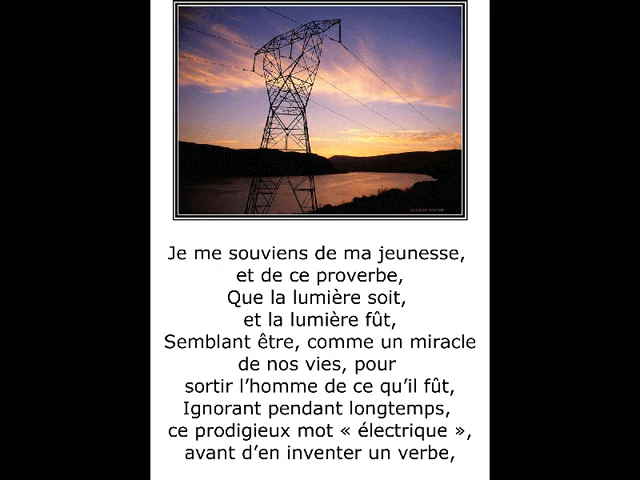 Je me souviens de ma jeunesse,
et de ce proverbe,
Que la lumière soit,
et la lumière fût,
Semblant être, comme un miracle
de nos vies, pour
sortir l’homme de ce qu’il fût,
Ignorant pendant longtemps,
ce prodigieux mot « électrique »,
avant d’en inventer un verbe,